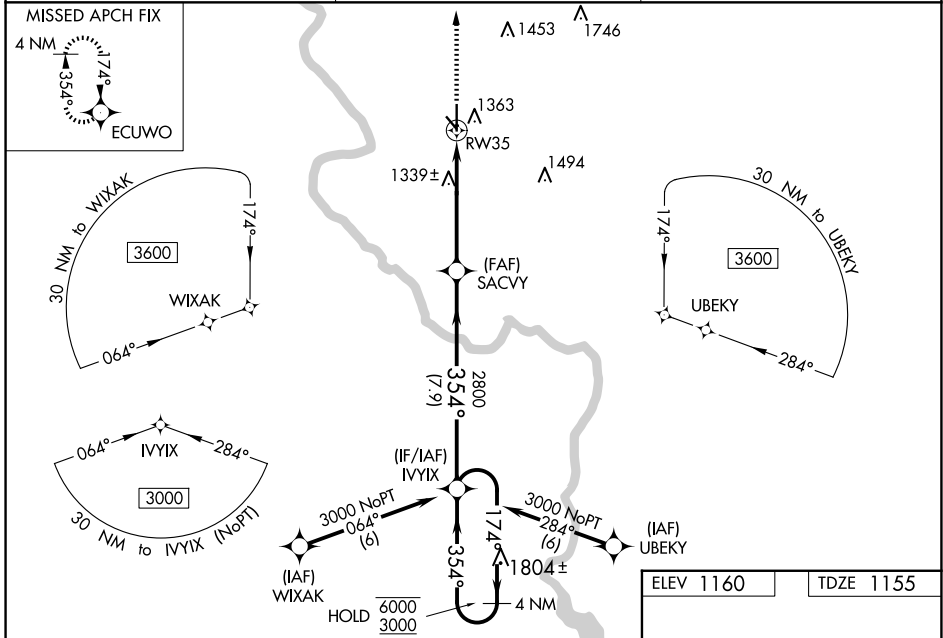 MISSED APCH FIX
4 NM
354°
174°
ECUWO
1453
1746
1363
RW35
1339±
1494
30 NM to WIXAK
174°
3600
WIXAK
064°
(FAF)
SACVY
30 NM to UBEKY
174°
3600
UBEKY
284°
2800
354°
(7.9)
064°
284°
IVYIX
3000
30 NM to IVYIX (NoPT)
(IF/IAF)
IVYIX
3000 NoPT
064°
(6)
3000 NoPT
284°
(6)
(IAF)
WIXAK
(IAF)
UBEKY
354°
174°
1804±
HOLD 6000
3000
4 NM
ELEV 1160
TDZE 1155